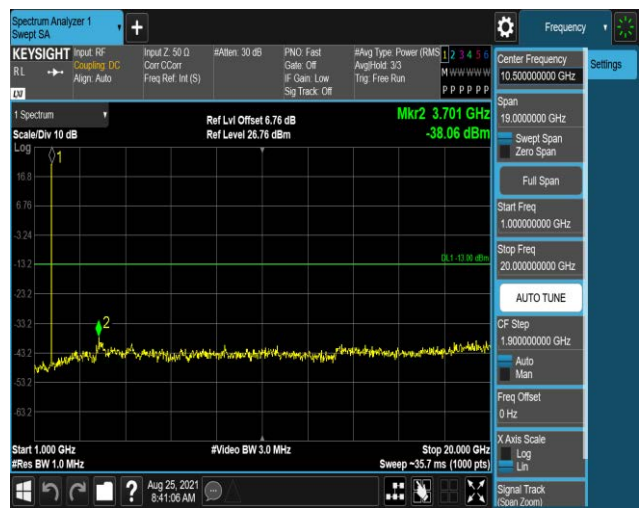 Spectrum Analyzer 1
Swept SA
+
Frequency
KEYSIGHT
RL
LXI
Input: RF
Coupling: DC
Align: Auto
Input Z: 50 Ω
Corr CCorr
Freq Ref: Int (S)
#Atten: 30 dB
PNO: Fast
Gate: Off
IF Gain: Low
Sig Track: Off
#Avg Type: Power (RMS
Avg|Hold: 3/3
Trig: Free Run
1 2 3 4 5 6
M W W W W W
P P P P P P
Center Frequency
10.500000000 GHz
Settings
Span
19.0000000 GHz
Swept Span
Zero Span
Full Span
Start Freq
1.000000000 GHz
Stop Freq
20.000000000 GHz
AUTO TUNE
CF Step
1.900000000 GHz
Auto
Man
Freq Offset
0 Hz
X Axis Scale
Log
Lin
Signal Track
(Span Zoom)
1 Spectrum
Scale/Div 10 dB
Ref Lvl Offset 6.76 dB
Ref Level 26.76 dBm
Mkr2 3.701 GHz
-38.06 dBm
Log
1
16.8
6.76
-3.24
-13.2
DL1 -13.00 dBm
-23.2
-33.2
2
-43.2
-53.2
-63.2
Start 1.000 GHz
#Res BW 1.0 MHz
#Video BW 3.0 MHz
Stop 20.000 GHz
Sweep ~35.7 ms (1000 pts)
?
Aug 25, 2021
8:41:06 AM